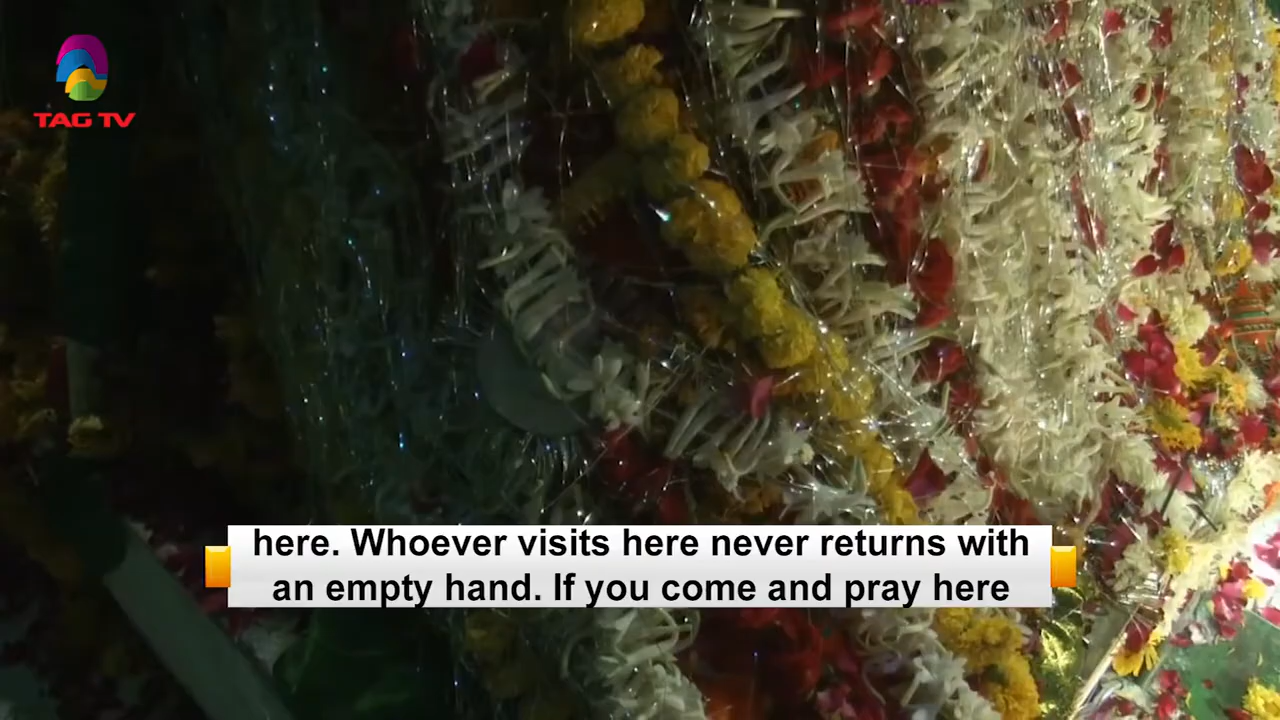 TAG TV
here. Whoever visits here never returns with
an empty hand. If you come and pray here